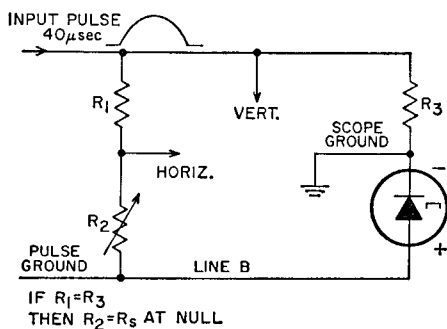 INPUT PULSE
40μsec
R1
VERT.
R3
SCOPE
GROUND
HORIZ.
R2
PULSE
GROUND
LINE B
IF R1=R3
THEN R2=RS AT NULL